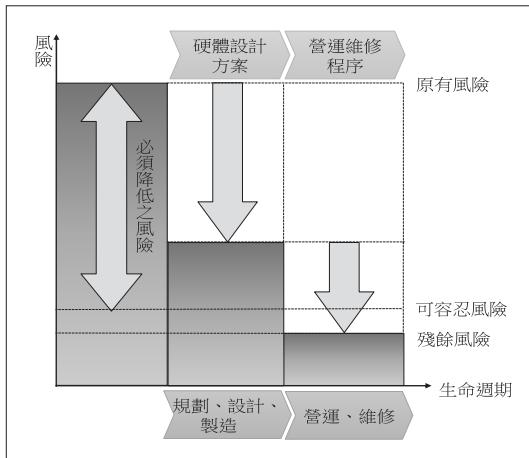 風
險
硬體設計
方案
營運維修
程序
原有風險
必須降低之風險
可容忍風險
殘餘風險
生命週期
規劃、設計、
製造
營運、維修